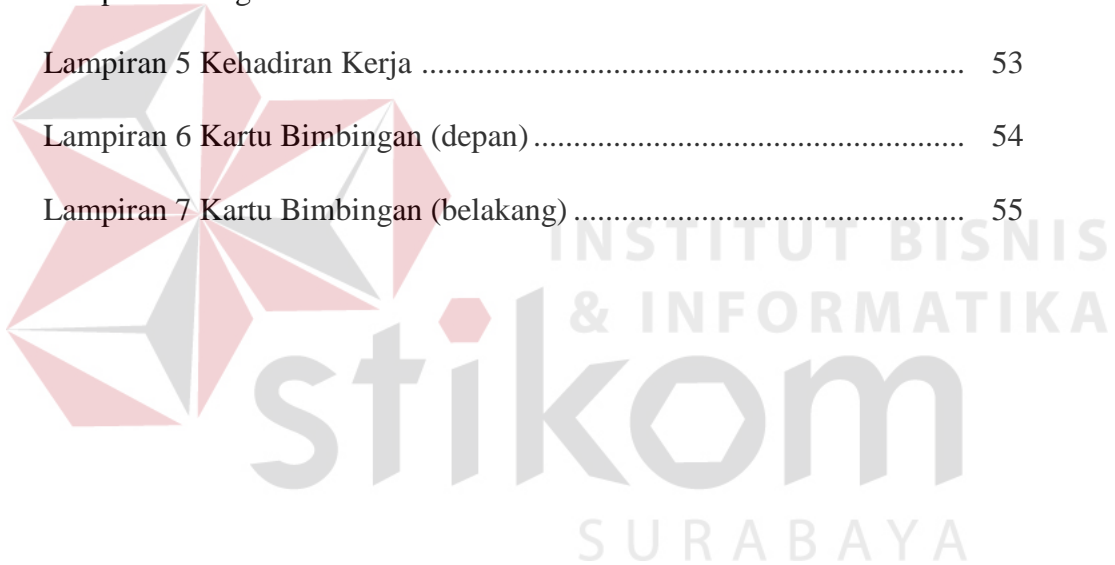 Lampiran 5 Kehadiran Kerja ....................................................................... 53
Lampiran 6 Kartu Bimbingan (depan) ........................................................ 54
Lampiran 7 Kartu Bimbingan (belakang) ................................................... 55
INSTITUT BISNIS
& INFORMATIKA
stikom
SURABAYA